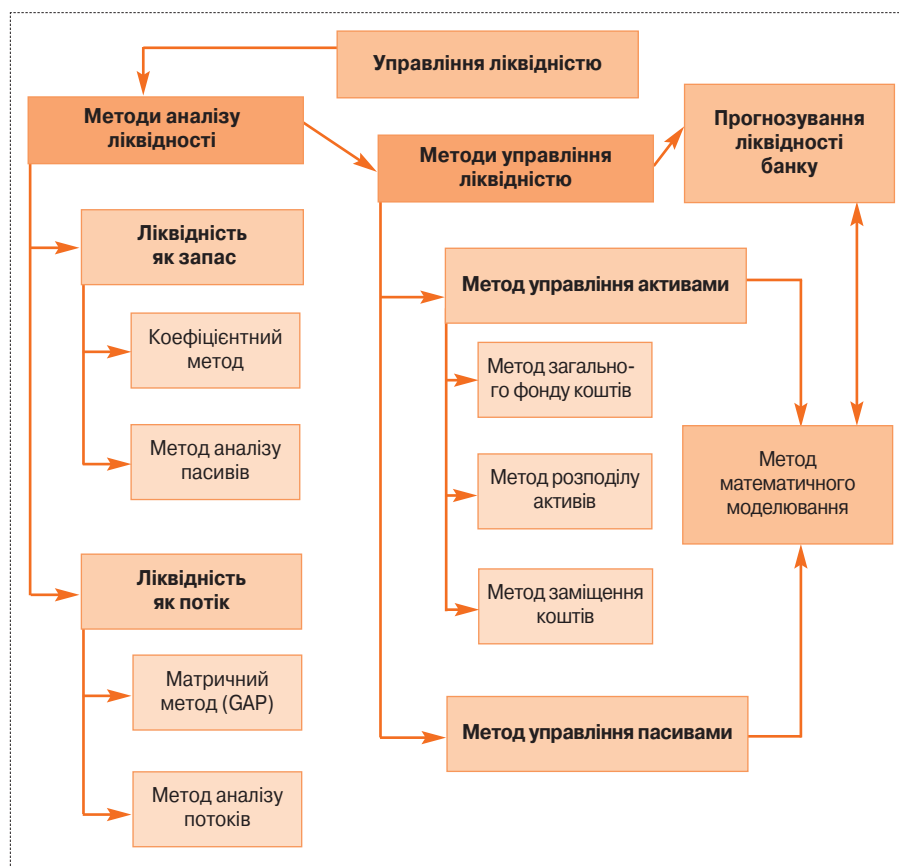 Управління ліквідністю
Методи аналізу
ліквідності
Методи управління
ліквідністю
Прогнозування
ліквідності
банку
Ліквідність
як запас
Коефіцієнтний
метод
Метод аналізу
пасивів
Ліквідність
як потік
Матричний
метод (GAP)
Метод аналізу
потоків
Метод управління активами
Метод загально-
го фонду коштів
Метод розподілу
активів
Метод заміщення
коштів
Метод управління пасивами
Метод
математичного
моделювання